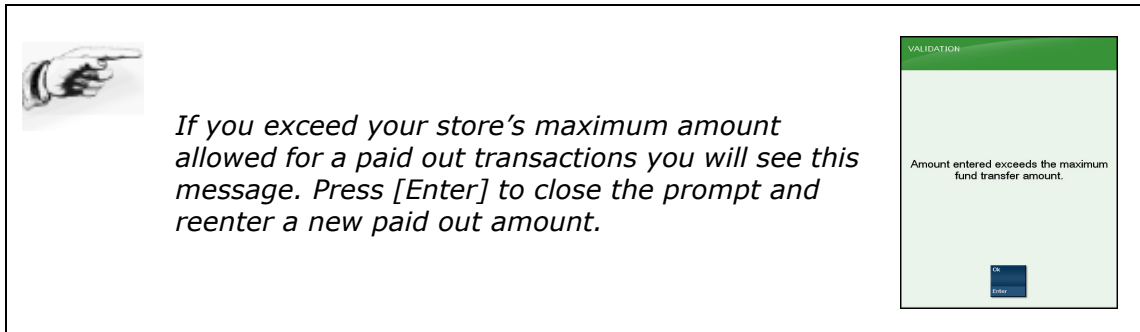 If you exceed your store’s maximum amount
allowed for a paid out transactions you will see this
message. Press [Enter] to close the prompt and
reenter a new paid out amount.
VALIDATION
Amount entered exceeds the maximum
fund transfer amount.
Ok
Enter